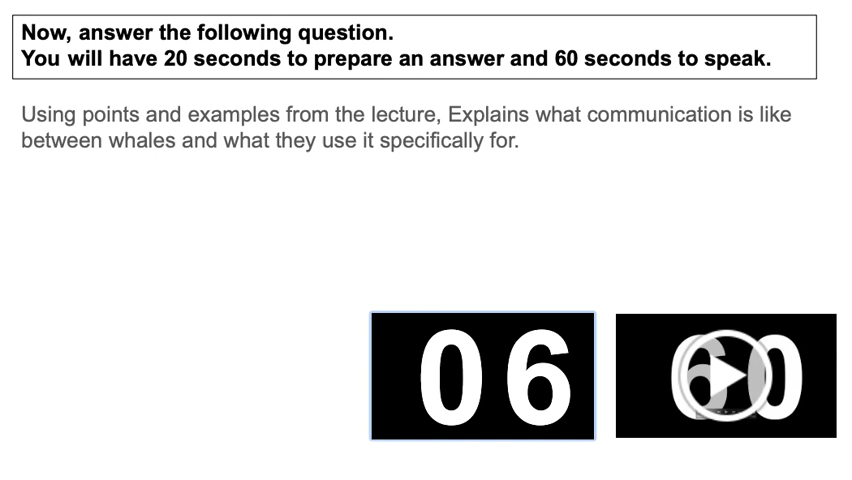 Now, answer the following question.
You will have 20 seconds to prepare an answer and 60 seconds to speak.
Using points and examples from the lecture, Explains what communication is like
between whales and what they use it specifically for.
06
60